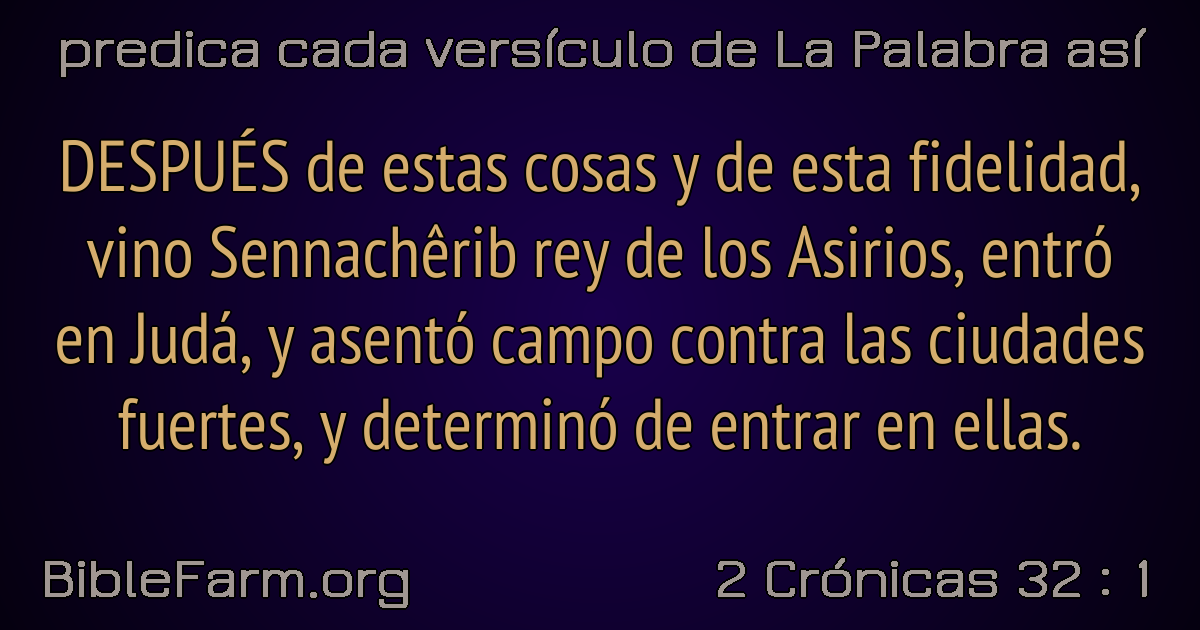 predica cada versículo de La Palabra así
DESPUÉS de estas cosas y de esta fidelidad,
vino Sennachêrib rey de los Asirios, entró
en Judá, y asentó campo contra las ciudades
fuertes, y determinó de entrar en ellas.
BibleFarm.org
2 Crónicas 32 : 1